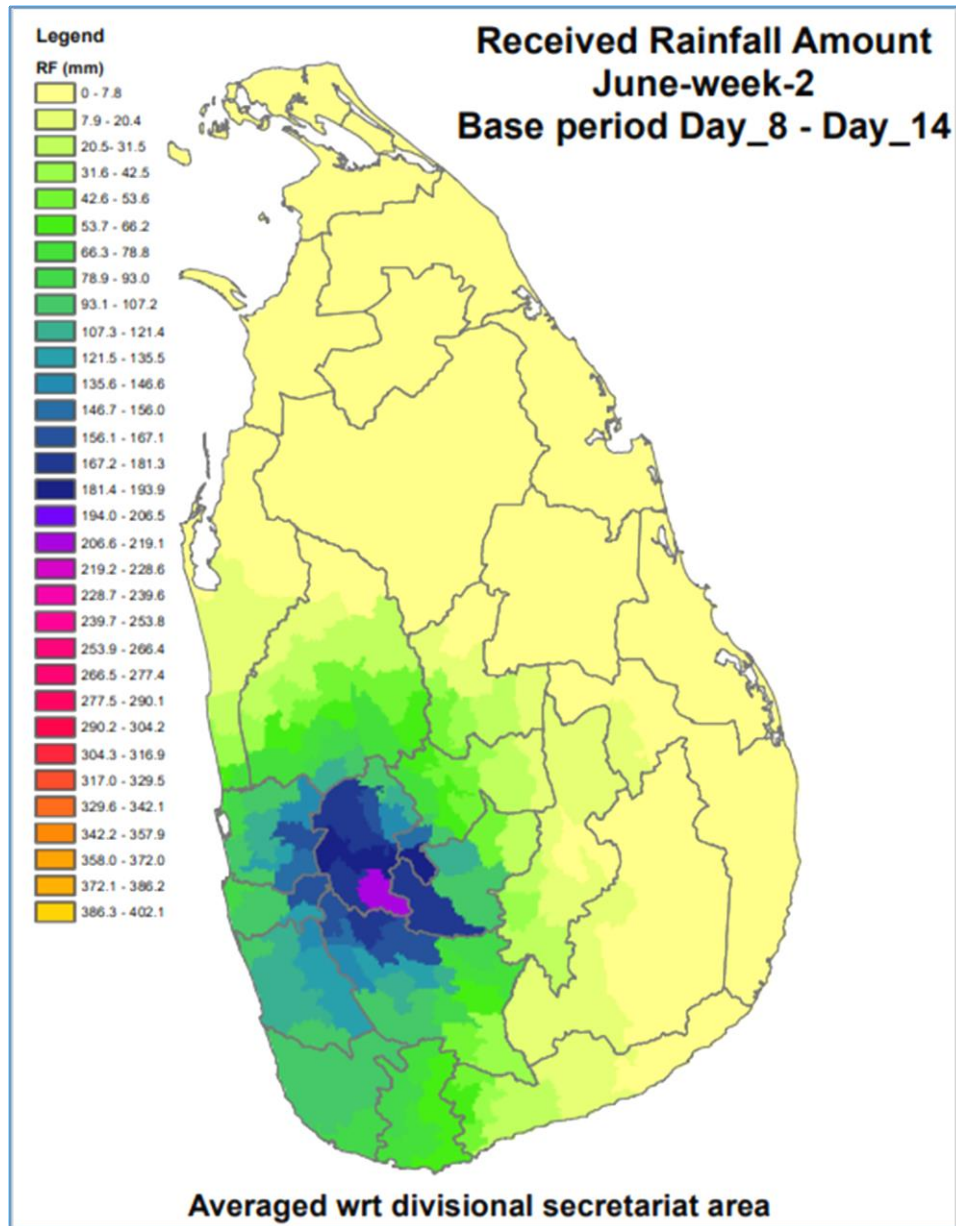 Legend
RF (mm)
0 - 7.8
7.9 - 20.4
20.5- 31.5
31.6 - 42.5
42.6 - 53.6
53.7 - 66.2
66.3 - 78.8
78.9 - 93.0
93.1 - 107.2
107.3 - 121.4
121.5 - 135.5
135.6 - 146.6
146.7 - 156.0
156.1 - 167.1
167.2 - 181.3
181.4 - 193.9
194.0 - 206.5
206.6 - 219.1
219.2 - 228.6
228.7 - 239.6
239.7 - 253.8
253.9 - 266.4
266.5 - 277.4
277.5 - 290.1
290.2 - 304.2
304.3 - 316.9
317.0 - 329.5
329.6 - 342.1
342.2 - 357.9
358.0 - 372.0
372.1 - 386.2
386.3 - 402.1
Received Rainfall Amount
June-week-2
Base period Day_8 - Day_14
Averaged wrt divisional secretariat area